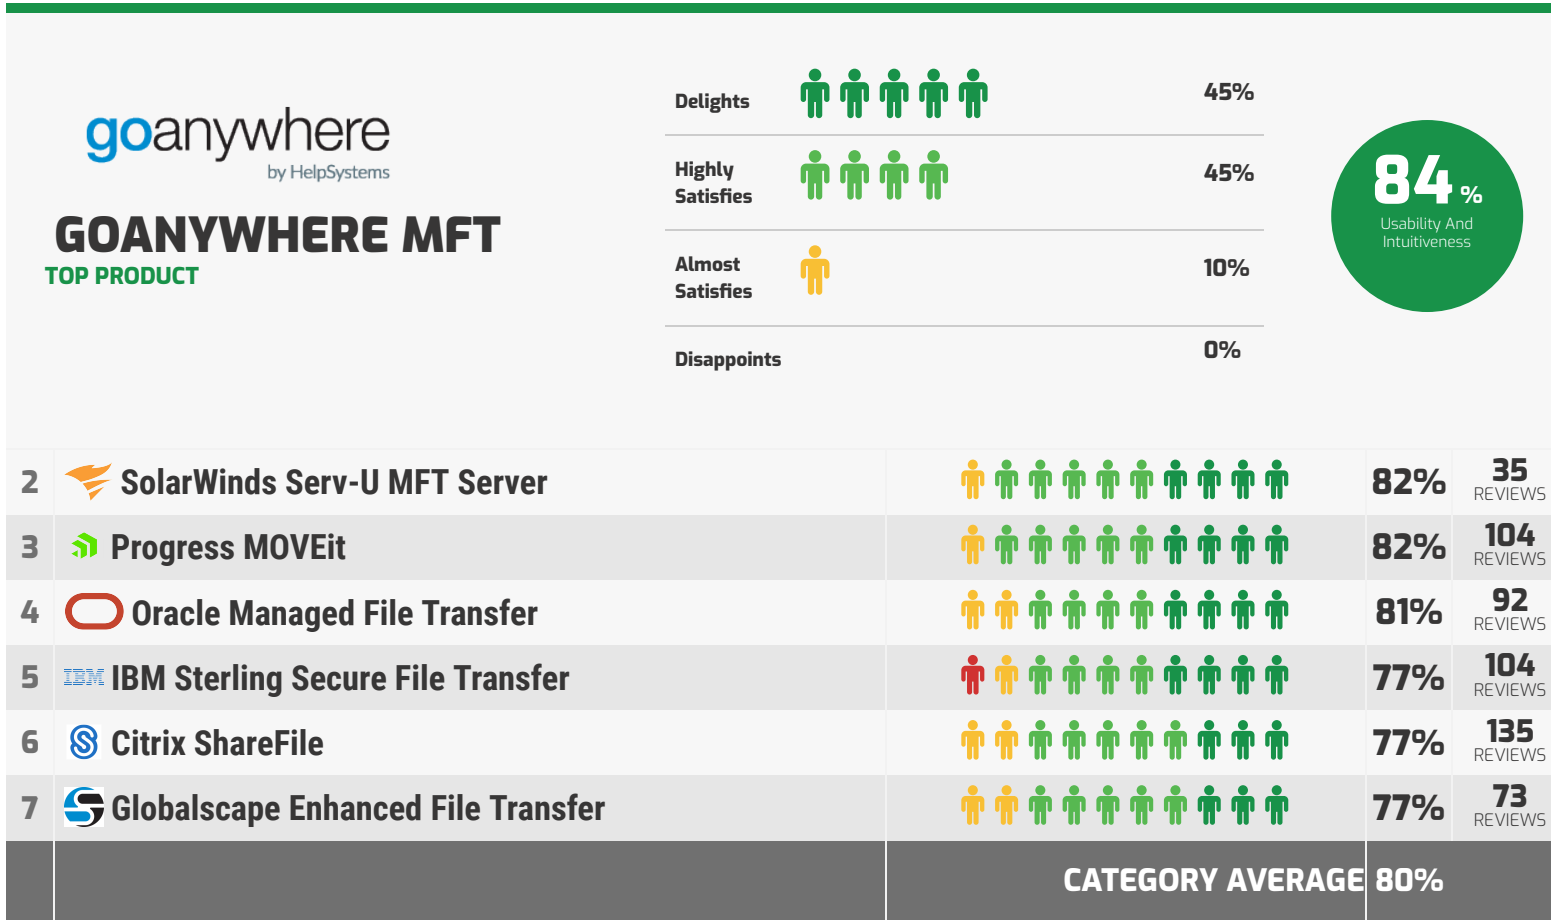 goanywhere
by HelpSystems
GOANYWHERE MFT
TOP PRODUCT
Delights 45%
Highly
Satisfies 45%
Almost
Satisfies 10%
Disappoints 0%
84 %
Usability And
Intuitiveness
2 SolarWinds Serv-U MFT Server 82% 35 REVIEWS
3 Progress MOVEit 82% 104 REVIEWS
4 Oracle Managed File Transfer 81% 92 REVIEWS
5 IBM IBM Sterling Secure File Transfer 77% 104 REVIEWS
6 Citrix ShareFile 77% 135 REVIEWS
7 Globalscape Enhanced File Transfer 77% 73 REVIEWS
CATEGORY AVERAGE 80%